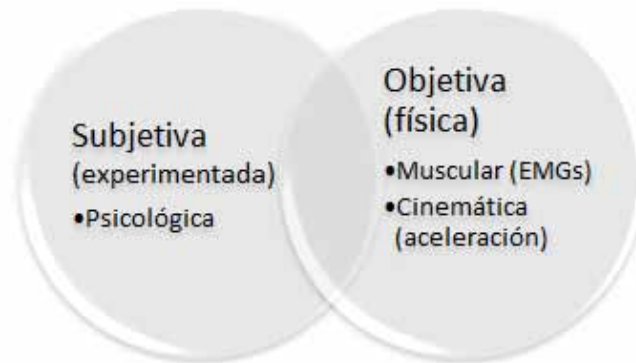 Subjetiva
(experimentada)
•Psicológica
Objetiva
(física)
•Muscular (EMGs)
•Cinemática
(aceleración)